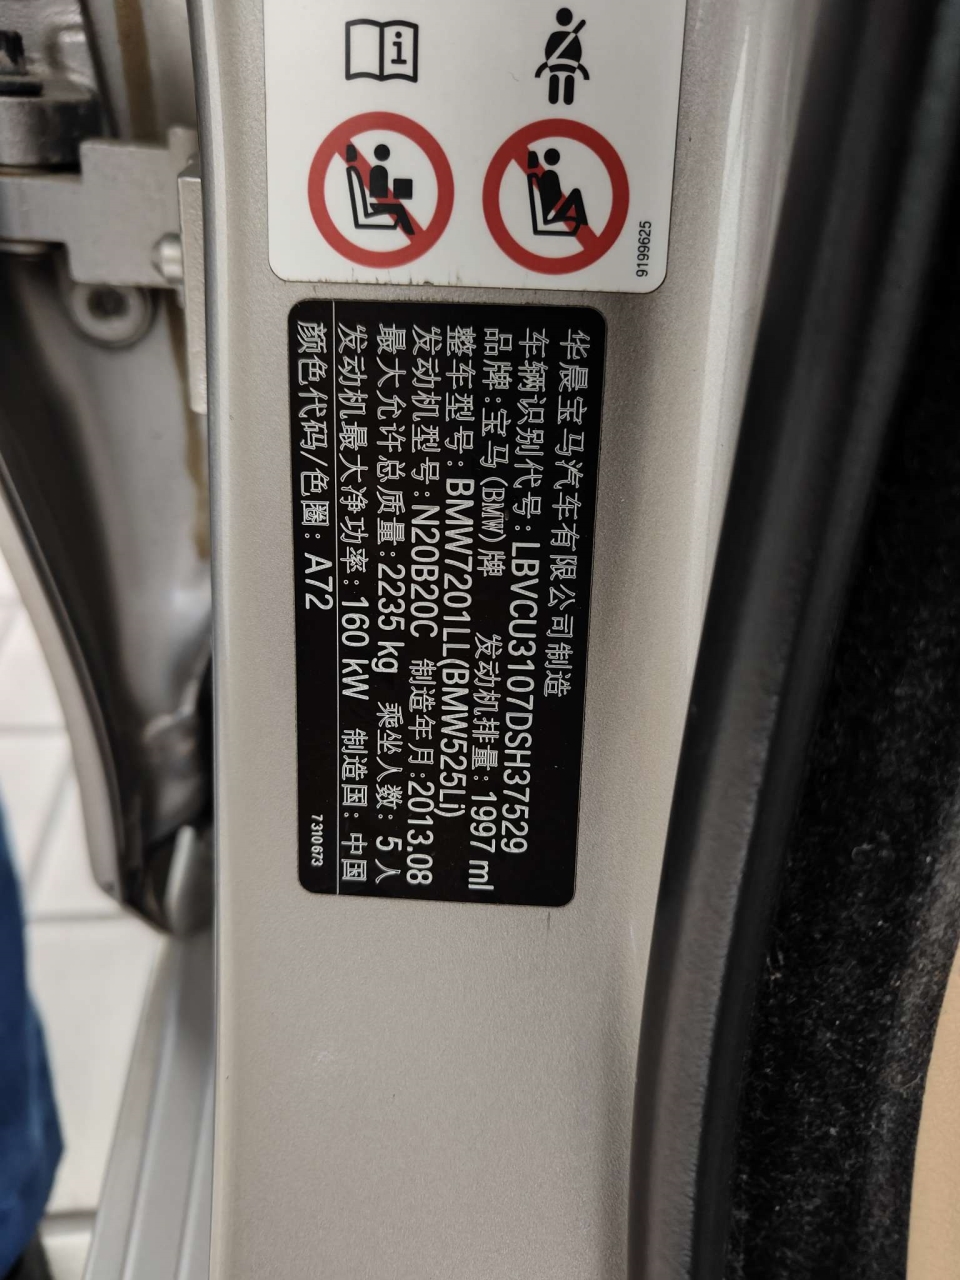 9199625
华晨宝马汽车有限公司制造
车辆识别代号：LBVCU3107DSH37529
品牌：宝马(BMW)牌 发动机排量：1997 ml
整车型号：BMW7201LL(BMW525Li)
发动机型号：N20B20C 制造年月：2013.08
最大允许总质量：2235 kg 乘坐人数：5 人
发动机最大净功率：160 kW 制造国：中国
颜色代码/色圈：A72
7310673